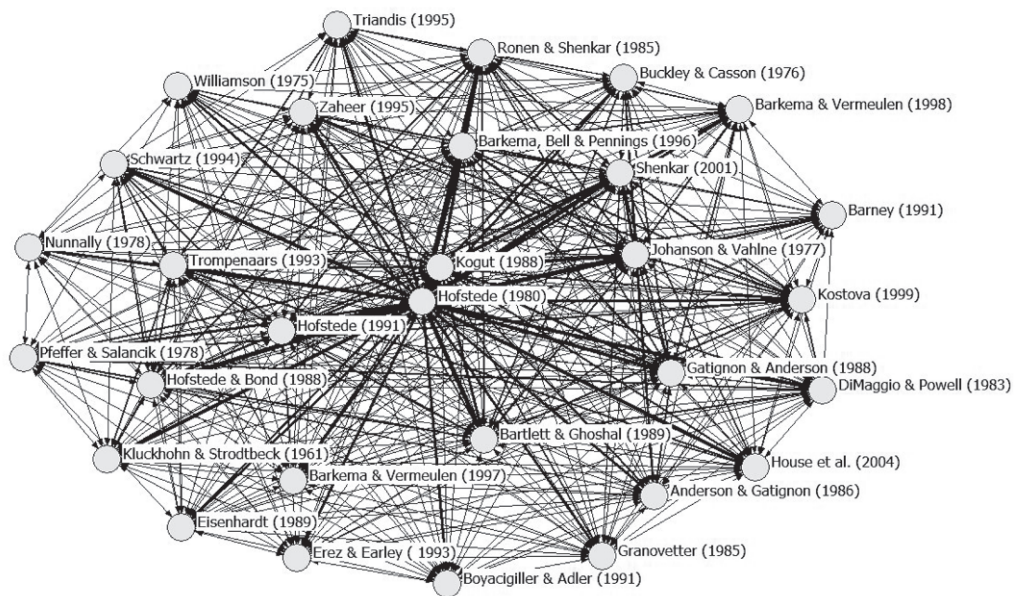 Triandis (1995)
Ronen & Shenkar (1985)
Buckley & Casson (1976)
Williamson (1975)
Zaheer (1995)
Barkema & Vermeulen (1998)
Barkema, Bell & Pennings (1996)
Schwartz (1994)
Shenkar (2001)
Barney (1991)
Nunnally (1978)
Johanson & Vahlne (1977)
Trompenaars (1993)
Kogut (1988)
Kostova (1999)
Hofstede (1980)
Hofstede (1991)
Pfeffer & Salancik (1978)
Gatignon & Anderson (1988)
Hofstede & Bond (1988)
DiMaggio & Powell (1983)
Bartlett & Ghoshal (1989)
Kluckhohn & Strodtbeck (1961)
House et al. (2004)
Barkema & Vermeulen (1997)
Anderson & Gatignon (1986)
Eisenhardt (1989)
Erez & Earley ( 1993)
Granovetter (1985)
Boyacigiller & Adler (1991)